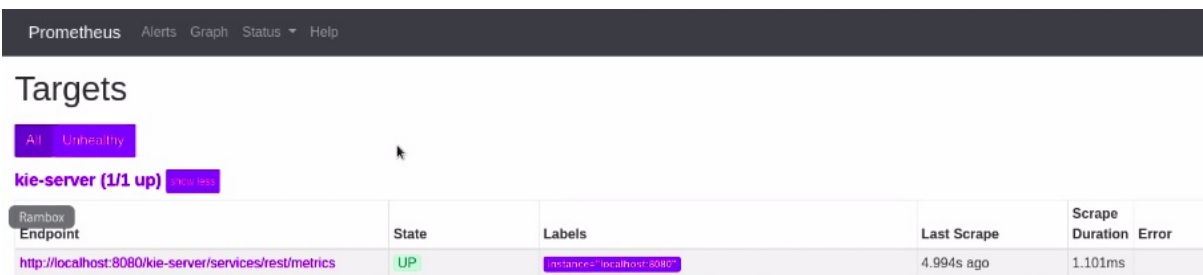 Prometheus Alerts Graph Status Help
Targets
All Unhealthy
kie-server (1/1 up) show less
Rambox
Endpoint State Labels Last Scrape Scrape Duration Error
http://localhost:8080/kie-server/services/rest/metrics UP instance="localhost:8080" 4.994s ago 1.101ms